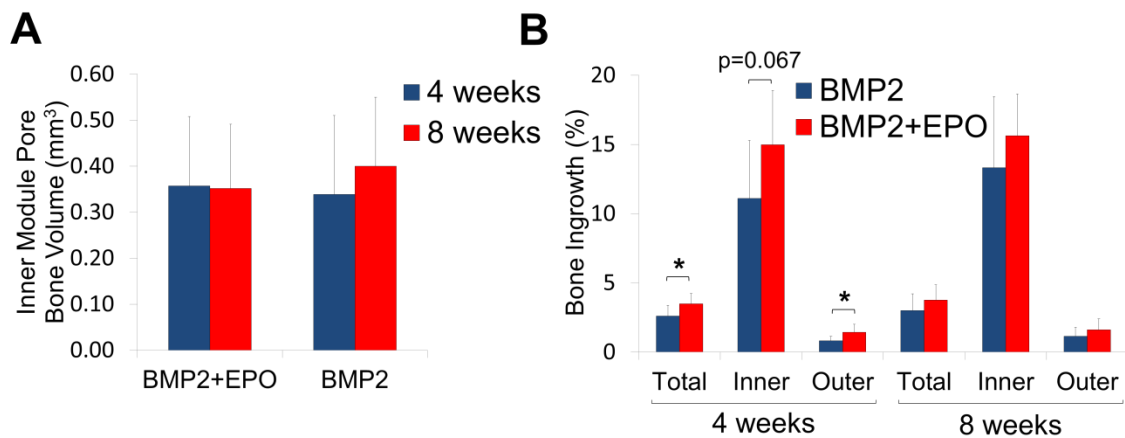 A
Inner Module Pore
Bone Volume (mm³)
0.60
0.50
0.40
0.30
0.20
0.10
0.00
4 weeks
8 weeks
BMP2+EPO
BMP2
B
Bone Ingrowth (%)
20
15
10
5
0
p=0.067
BMP2
BMP2+EPO
*
*
Total Inner Outer Total Inner Outer
4 weeks 8 weeks